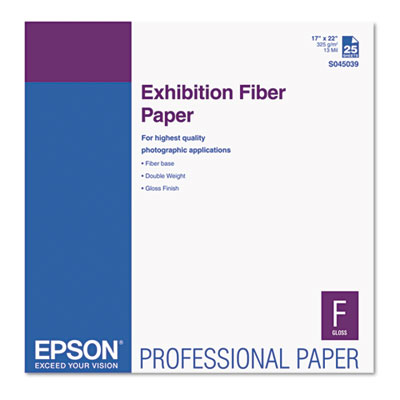 17" x 22"
325 g/m²
13 Mil
25
SHEETS
S045039
Exhibition Fiber
Paper
For highest quality
photographic applications
• Fiber base
• Double Weight
• Gloss Finish
F
GLOSS
EPSON®
EXCEED YOUR VISION
PROFESSIONAL PAPER